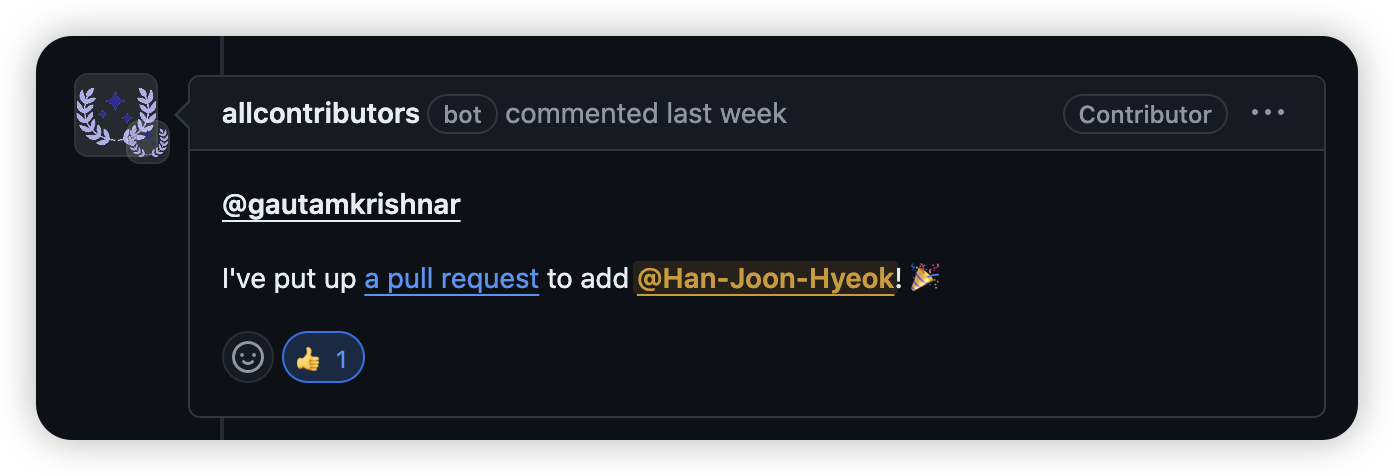 allcontributors bot commented last week Contributor
@gautamkrishnar
I've put up a pull request to add @Han-Joon-Hyeok! 🎉
👍 1